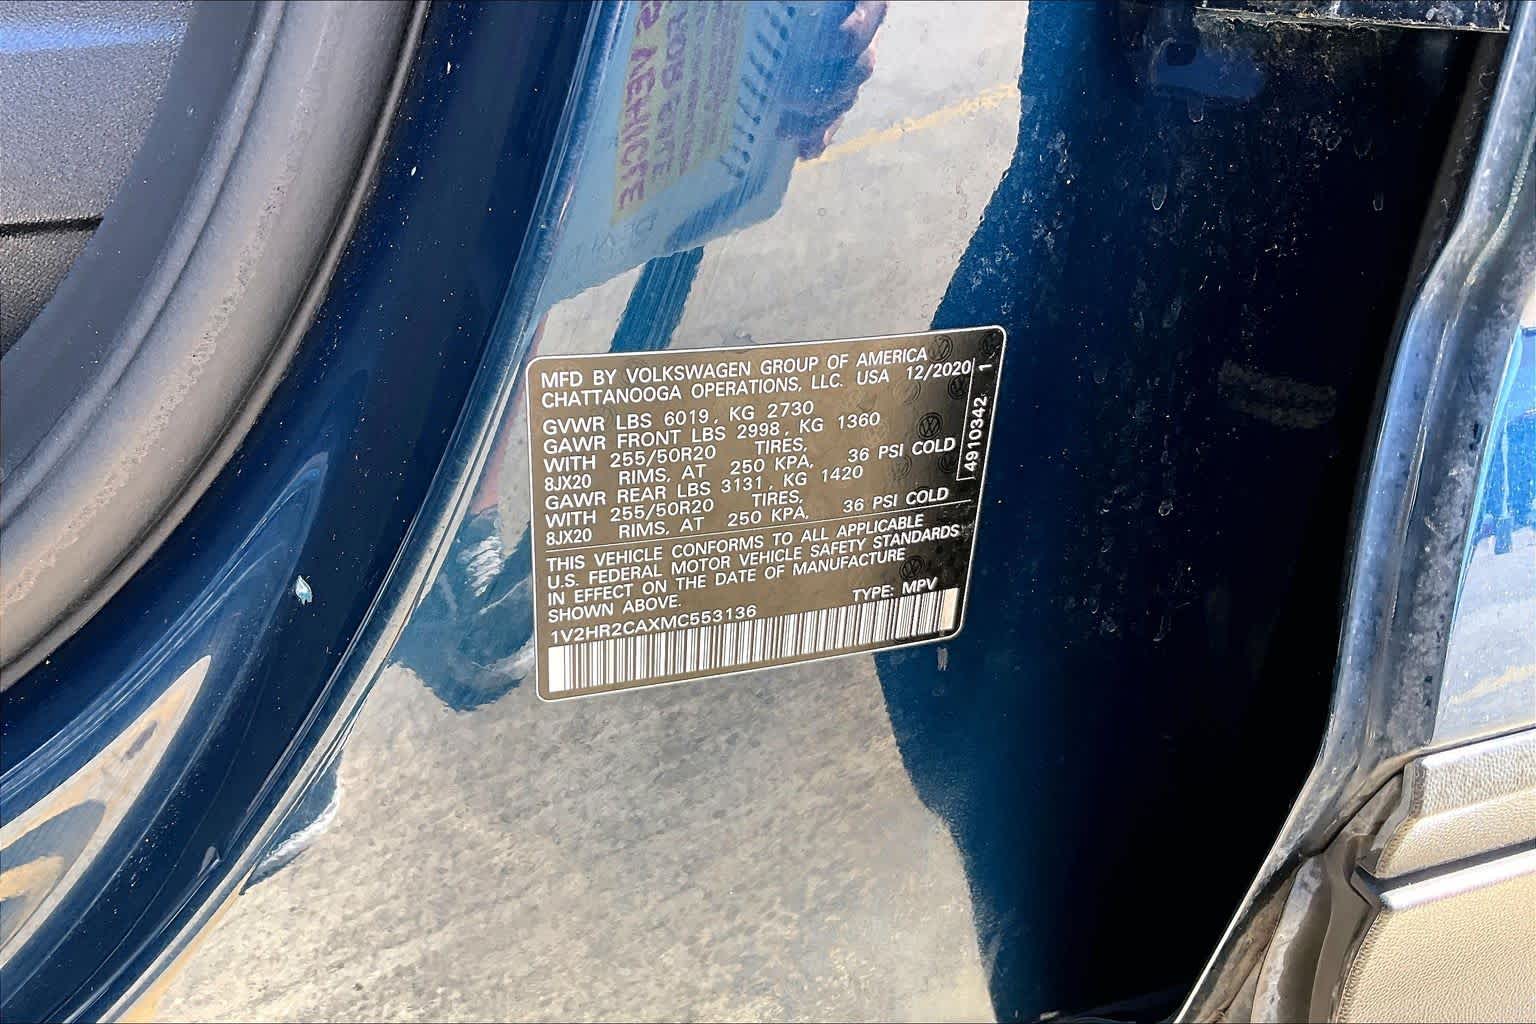 MFD BY VOLKSWAGEN GROUP OF AMERICA
CHATTANOOGA OPERATIONS, LLC. USA 12/2020
GVWR LBS 6019, KG 2730
GAWR FRONT LBS 2998, KG 1360
WITH 255/50R20 TIRES,
8JX20 RIMS, AT 250 KPA, 36 PSI COLD
GAWR REAR LBS 3131, KG 1420
WITH 255/50R20 TIRES,
8JX20 RIMS, AT 250 KPA, 36 PSI COLD
THIS VEHICLE CONFORMS TO ALL APPLICABLE
U.S. FEDERAL MOTOR VEHICLE SAFETY STANDARDS
IN EFFECT ON THE DATE OF MANUFACTURE
SHOWN ABOVE.
TYPE: MPV
1V2HR2CAXMC553136
4910342 1
VEHICLE